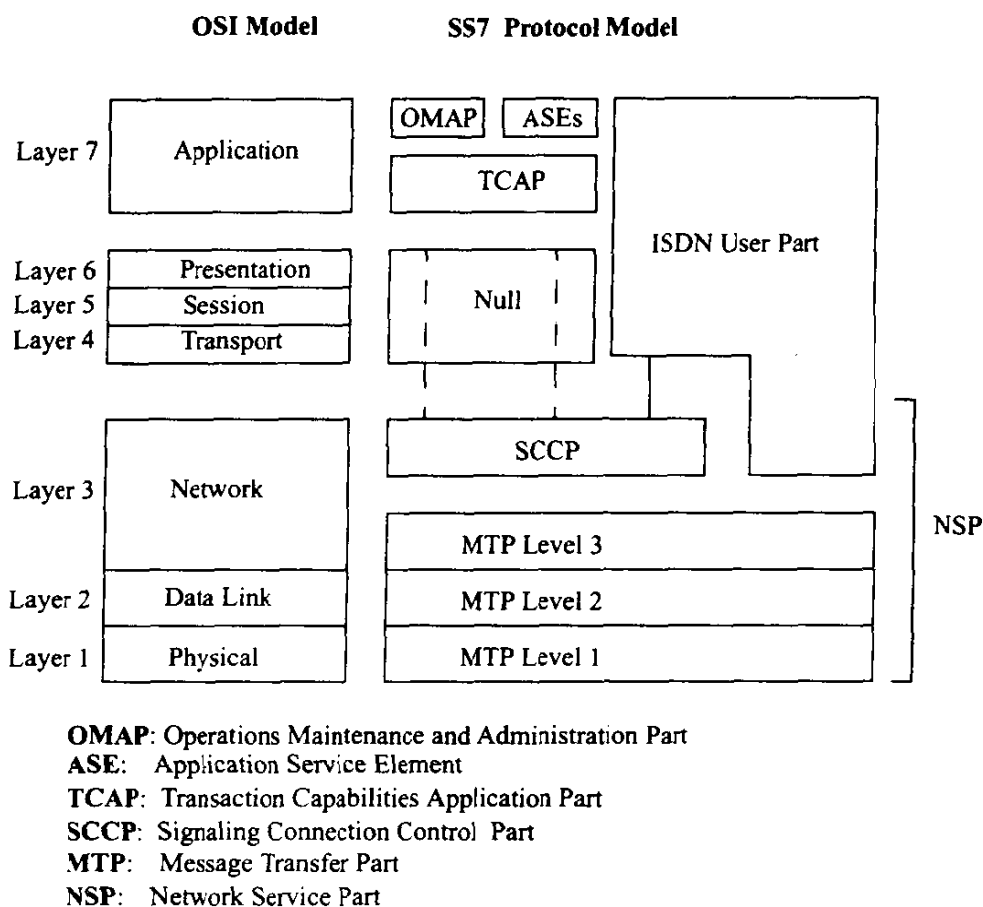 OSI Model SS7 Protocol Model
OMAP ASEs
Layer 7 Application
TCAP
ISDN User Part
Layer 6 Presentation
Layer 5 Session Null
Layer 4 Transport
SCCP
Layer 3 Network
NSP
MTP Level 3
Layer 2 Data Link MTP Level 2
Layer 1 Physical MTP Level 1
OMAP: Operations Maintenance and Administration Part
ASE: Application Service Element
TCAP: Transaction Capabilities Application Part
SCCP: Signaling Connection Control Part
MTP: Message Transfer Part
NSP: Network Service Part